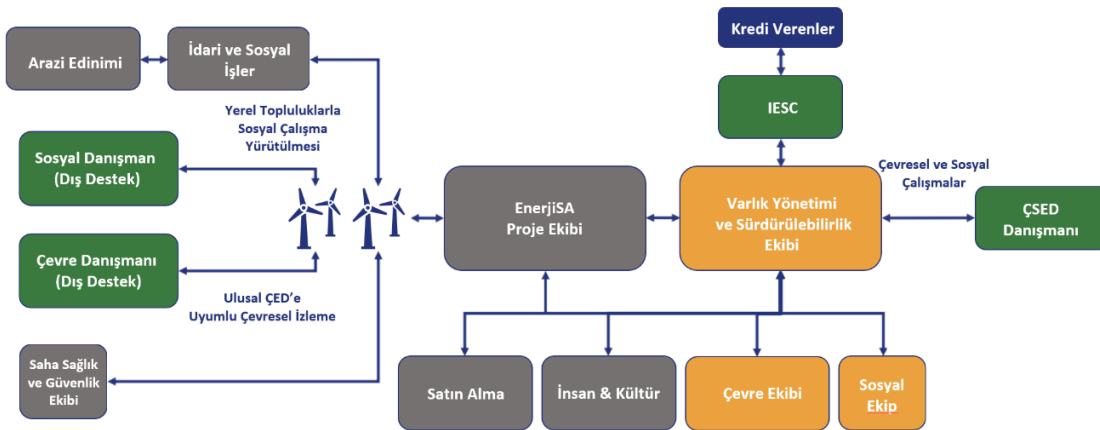 Kredi Verenler
Arazi Edinimi
İdari ve Sosyal
İşler
IESC
Yerel Topluluklarla
Sosyal Çalışma
Yürütülmesi
Sosyal Danışman
(Dış Destek)
Çevresel ve Sosyal
Çalışmalar
EnerjiSA
Proje Ekibi
Varlık Yönetimi
ve Sürdürülebilirlik
Ekibi
ÇSED
Danışmanı
Çevre Danışmanı
(Dış Destek)
Ulusal ÇED’e
Uyumlu Çevresel İzleme
Saha Sağlık
ve Güvenlik
Ekibi
Satın Alma
İnsan & Kültür
Çevre Ekibi
Sosyal
Ekip